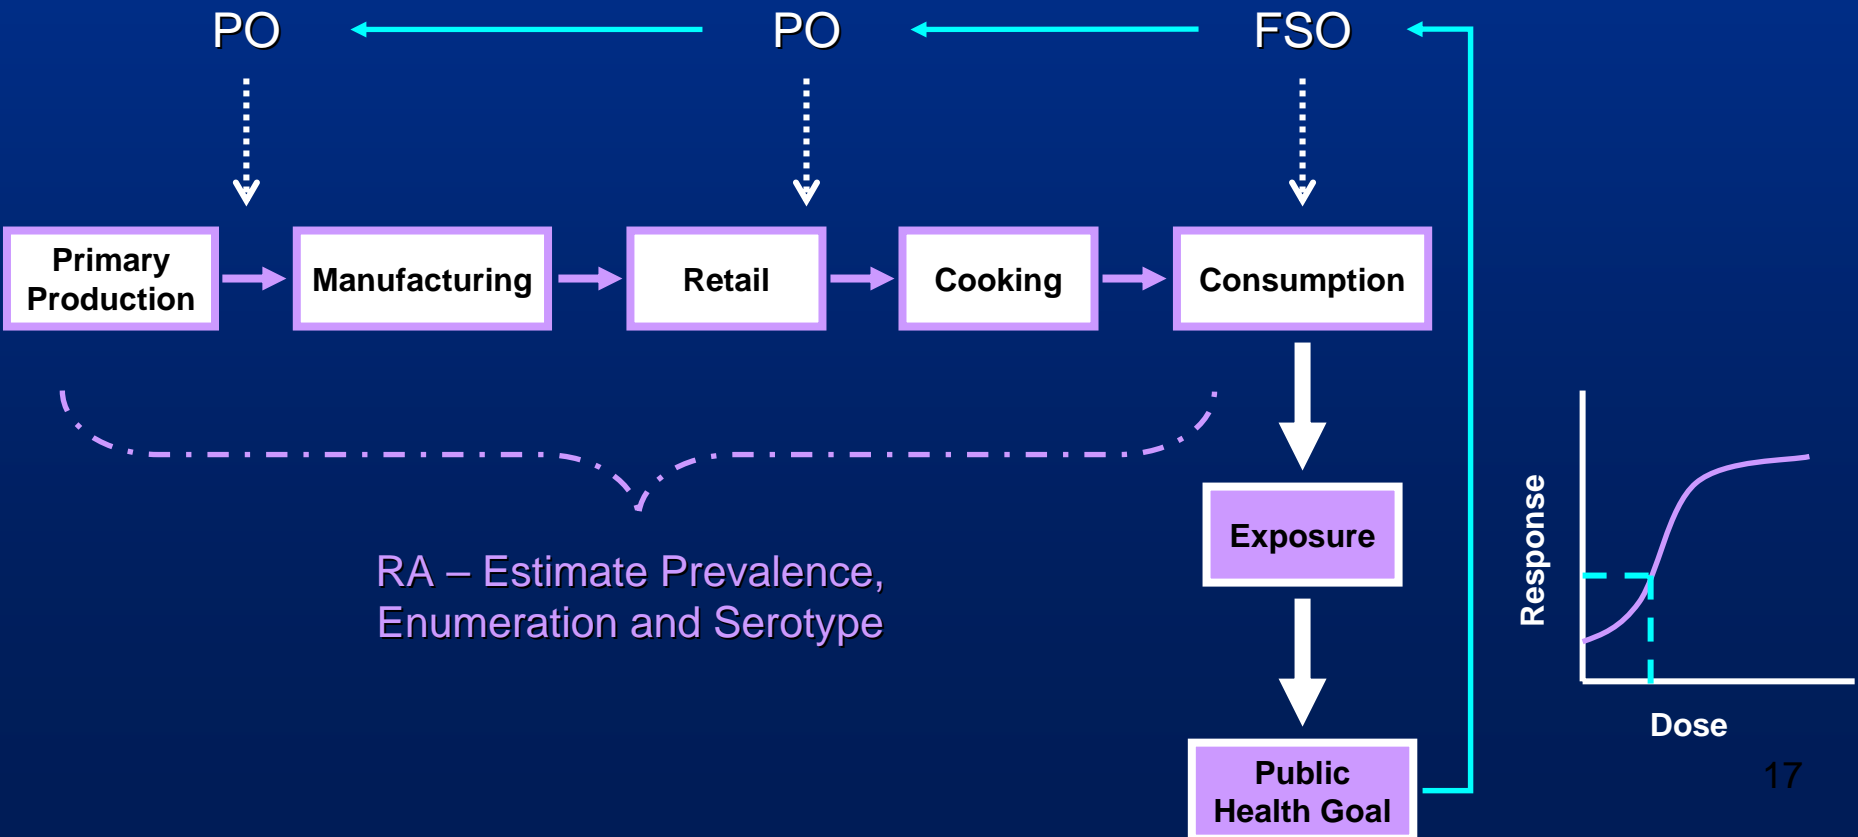 PO
PO
FSO
Primary
Production
Manufacturing
Retail
Cooking
Consumption
RA – Estimate Prevalence,
Enumeration and Serotype
Exposure
Public
Health Goal
Response
Dose
17